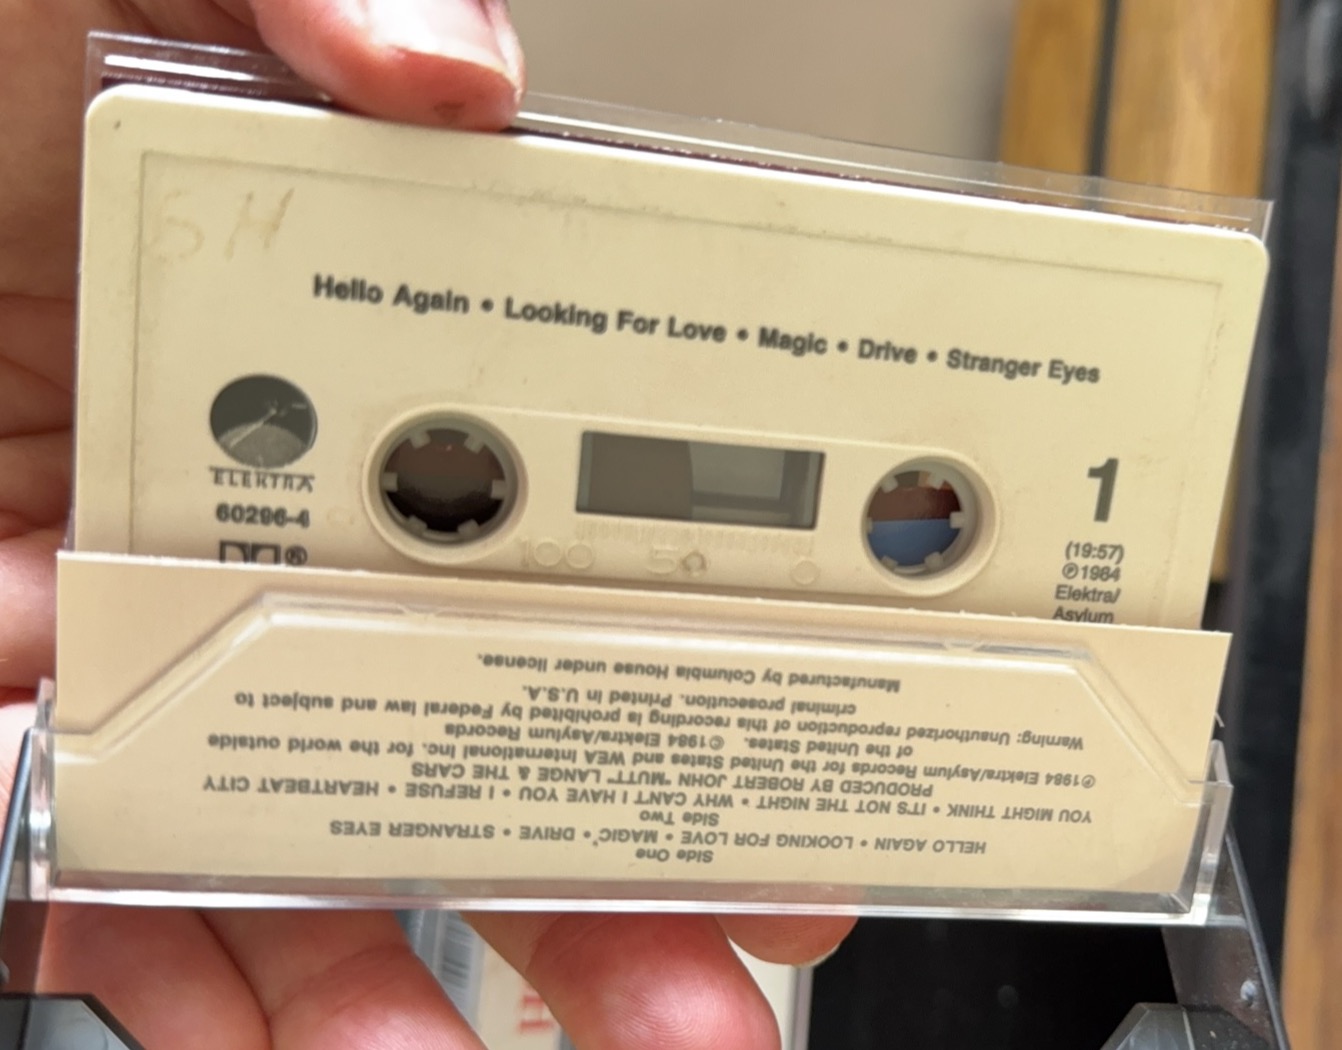 SH
Hello Again • Looking For Love • Magic • Drive • Stranger Eyes
ELEKTRA
60296-4
®
100 50 0
1
(19:57)
℗1984
Elektra/
Asylum
Side One
HELLO AGAIN • LOOKING FOR LOVE • MAGIC • DRIVE • STRANGER EYES
Side Two
YOU MIGHT THINK • IT'S NOT THE NIGHT • WHY CAN'T I HAVE YOU • I REFUSE • HEARTBEAT CITY
PRODUCED BY ROBERT JOHN "MUTT" LANGE & THE CARS
℗1984 Elektra/Asylum Records for the United States and WEA International Inc. for the world outside
of the United States. ©1984 Elektra/Asylum Records
Warning: Unauthorized reproduction of this recording is prohibited by Federal law and subject to
criminal prosecution. Printed in U.S.A.
Manufactured by Columbia House under license.
H